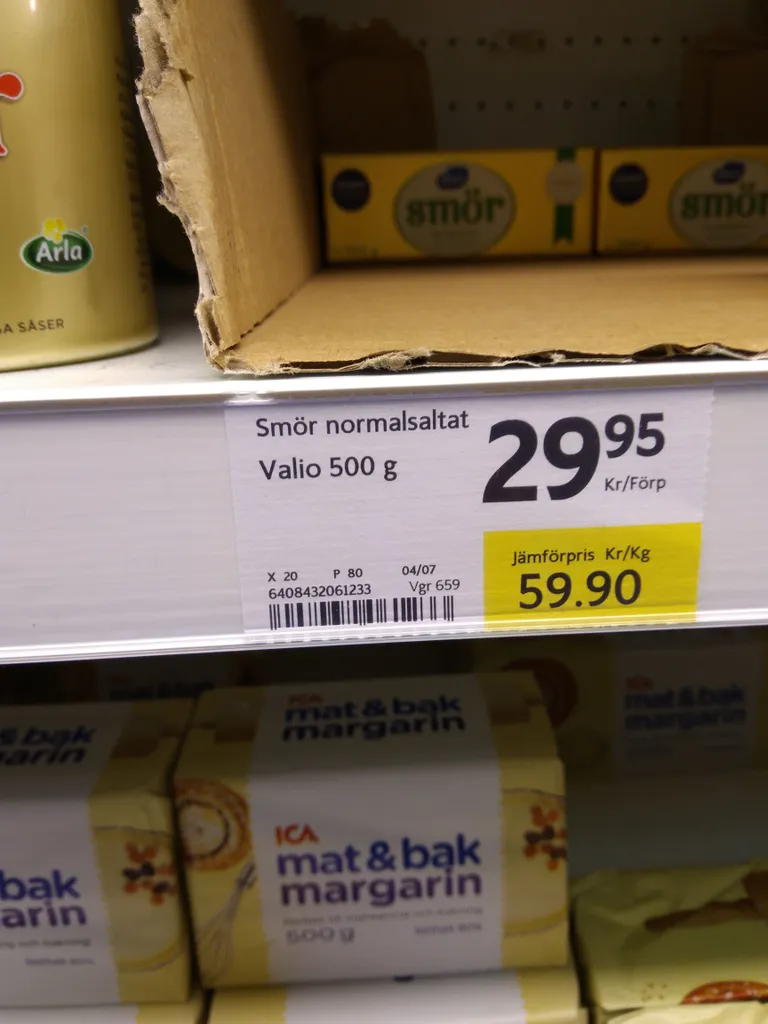 Arla
SÅSER
smör
smör
Smör normalsaltat
Valio 500 g
29 95
Kr/Förp
Jämförpris Kr/Kg
59.90
X 20 P 80 04/07
6408432061233 Vgr 659
ICA
mat & bak
margarin
ICA
mat & bak
margarin
500 g
ICA
mat & bak
margarin
& bak
arin
bak
arin